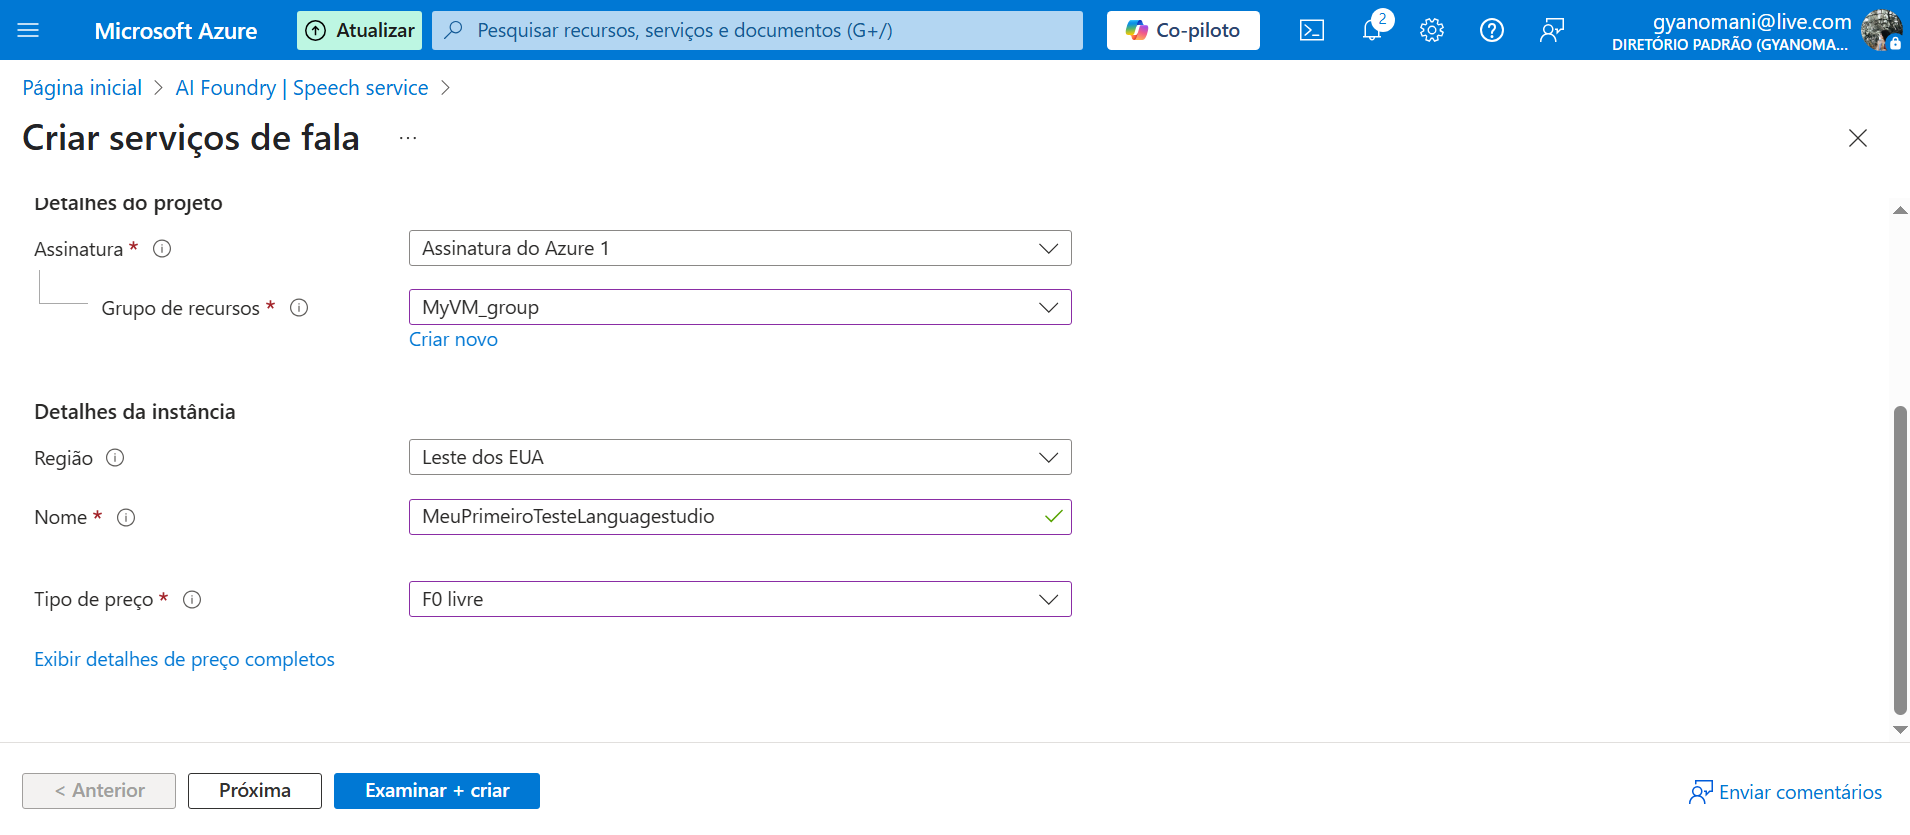 Microsoft Azure
Atualizar
Pesquisar recursos, serviços e documentos (G+/)
Co-piloto
2
gyanomani@live.com
DIRETÓRIO PADRÃO (GYANOMA...
Página inicial > AI Foundry | Speech service >
Criar serviços de fala ...
Detalhes do projeto
Assinatura *
Assinatura do Azure 1
Grupo de recursos *
MyVM_group
Criar novo
Detalhes da instância
Região
Leste dos EUA
Nome *
MeuPrimeiroTesteLanguagestudio
Tipo de preço *
F0 livre
Exibir detalhes de preço completos
< Anterior
Próxima
Examinar + criar
Enviar comentários